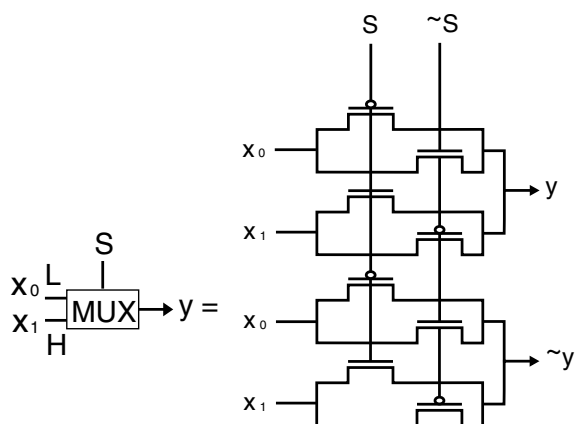 S ~S
x₀
y
x₁
S
x₀ L
MUX y =
x₁
H
x₀
~y
x₁